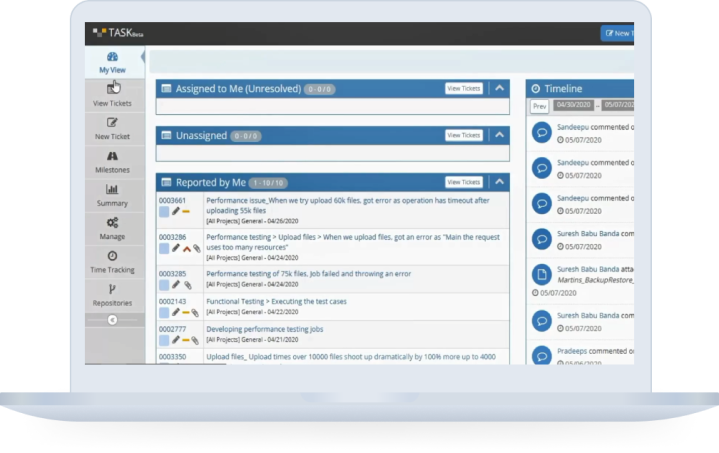 TASKBeta
New T
My View
View Tickets
New Ticket
Milestones
Summary
Manage
Time Tracking
Repositories
Assigned to Me (Unresolved) 0 - 0 / 0 View Tickets
Unassigned 0 - 0 / 0 View Tickets
Reported by Me 1 - 10 / 10 View Tickets
0003661 Performance issue_When we try upload 60k files, got error as operation has timeout after
uploading 55k files
[All Projects] General - 04/26/2020
0003286 Performance testing > Upload files > When we upload files, got an error as "Main the request
uses too many resources"
[All Projects] General - 04/24/2020
0003285 Performance testing of 75k files, Job failed and throwing an error
[All Projects] General - 04/24/2020
0002143 Functional Testing > Executing the test cases
[All Projects] General - 04/22/2020
0002777 Developing performance testing jobs
[All Projects] General - 04/21/2020
0003350 Upload files_ Upload times over 10000 files shoot up dramatically by 100% more up to 4000
Timeline
Prev 04/30/2020 - 05/07/202
Sandeepu commented o
05/07/2020
Sandeepu commented o
05/07/2020
Sandeepu commented o
05/07/2020
Suresh Babu Banda com
05/07/2020
Suresh Babu Banda atta
Martins_BackupRestore_
05/07/2020
Suresh Babu Banda com
05/07/2020
Pradeeps commented o
05/06/2020